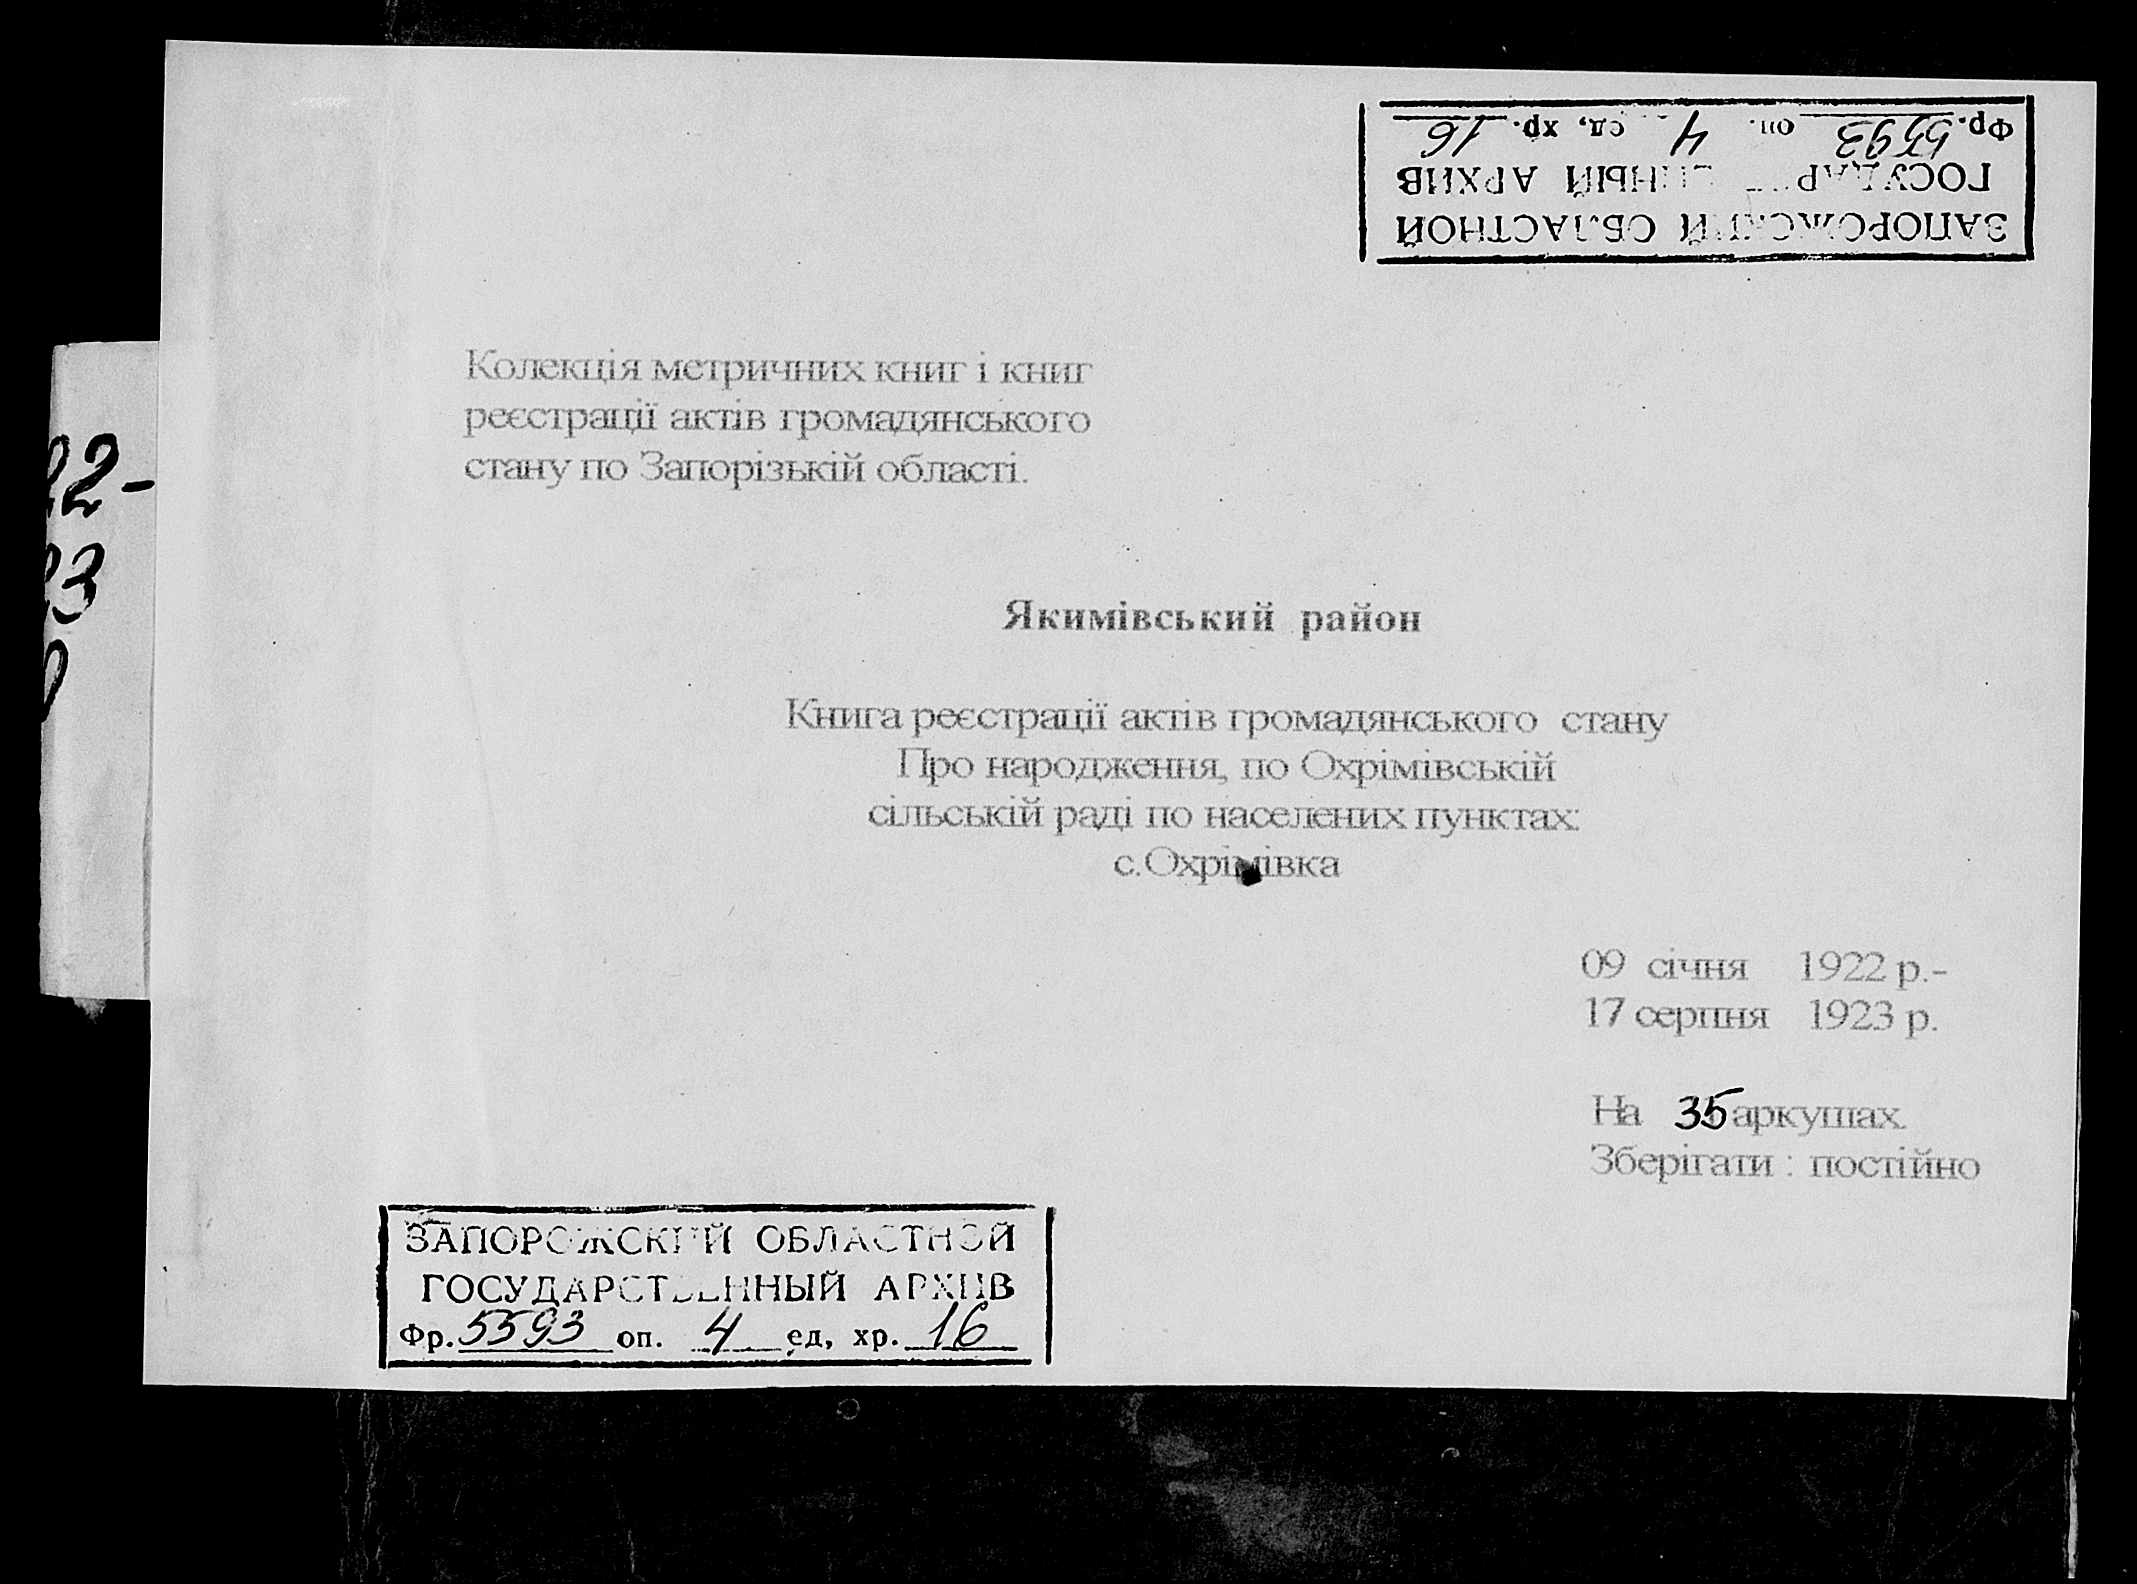 Фр. 5593 оп. 4 ед, хр. 16
ЗАПОРОЖСКИЙ ОБЛАСТНОЙ
Колекція метричних книг і книг
реєстрації актів громадянського
стану по Запорізькій області.
22-
3
Якимівський район
Книга реєстрації актів громадянського стану
Про народження, по Охрімівській
сільській раді по населених пунктах:
с.Охрімівка
09 січня 1922 р.-
17 серпня 1923 р.
На 35 аркушах.
Зберігати : постійно
ЗАПОРОЖСКИЙ ОБЛАСТНОЙ
ГОСУДАРСТВЕННЫЙ АРХИВ
Фр. 5593 оп. 4 ед, хр. 16